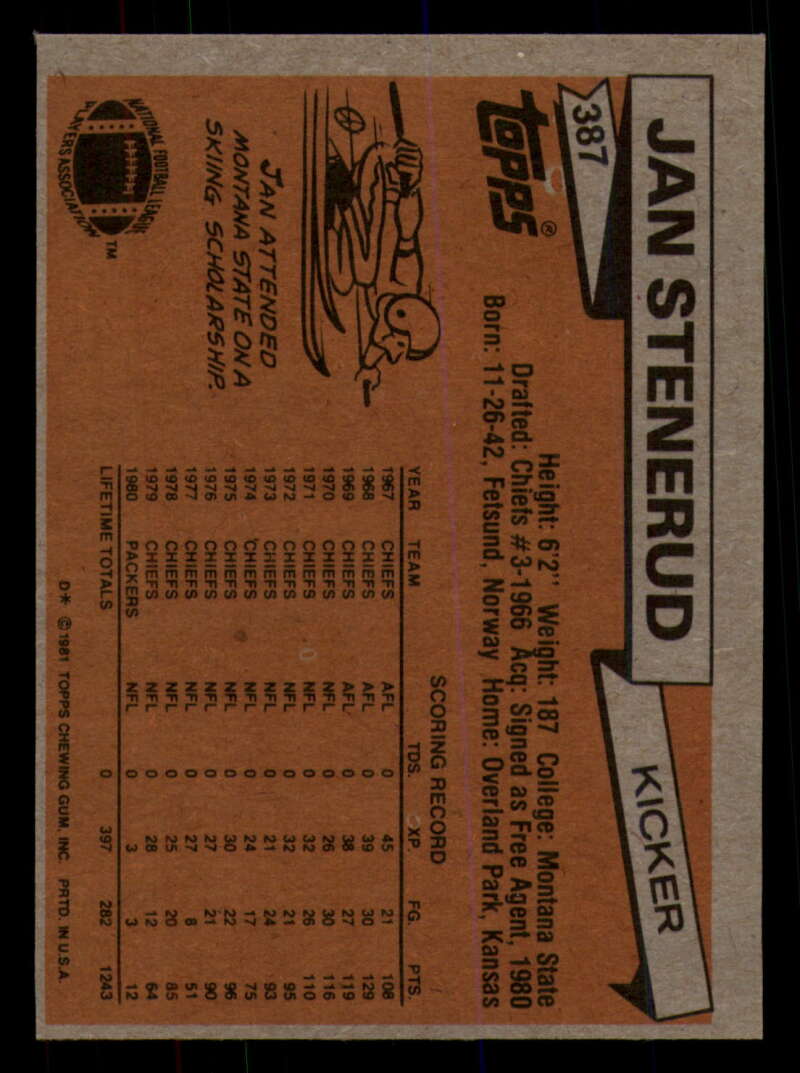 387
JAN STENERUD
KICKER
TOPPS®
Height: 6'2" Weight: 187 College: Montana State
Drafted: Chiefs #3-1966 Acq: Signed as Free Agent, 1980
Born: 11-26-42, Fetsund, Norway Home: Overland Park, Kansas
SCORING RECORD
YEAR TEAM TDS. XP. FG. PTS.
1967 CHIEFS AFL 0 45 21 108
1968 CHIEFS AFL 0 39 30 129
1969 CHIEFS AFL 0 38 27 119
1970 CHIEFS NFL 0 26 30 116
1971 CHIEFS NFL 0 32 26 110
1972 CHIEFS NFL 0 32 21 95
1973 CHIEFS NFL 0 21 24 93
1974 CHIEFS NFL 0 24 17 75
1975 CHIEFS NFL 0 30 22 96
1976 CHIEFS NFL 0 27 21 90
1977 CHIEFS NFL 0 27 8 51
1978 CHIEFS NFL 0 25 20 85
1979 CHIEFS NFL 0 28 12 64
1980 PACKERS NFL 0 3 3 12
LIFETIME TOTALS 0 397 282 1243
JAN ATTENDED
MONTANA STATE ON A
SKIING SCHOLARSHIP.
NATIONAL FOOTBALL LEAGUE
PLAYERS ASSOCIATION
TM
D* ©1981 TOPPS CHEWING GUM, INC. PRTD. IN U.S.A.